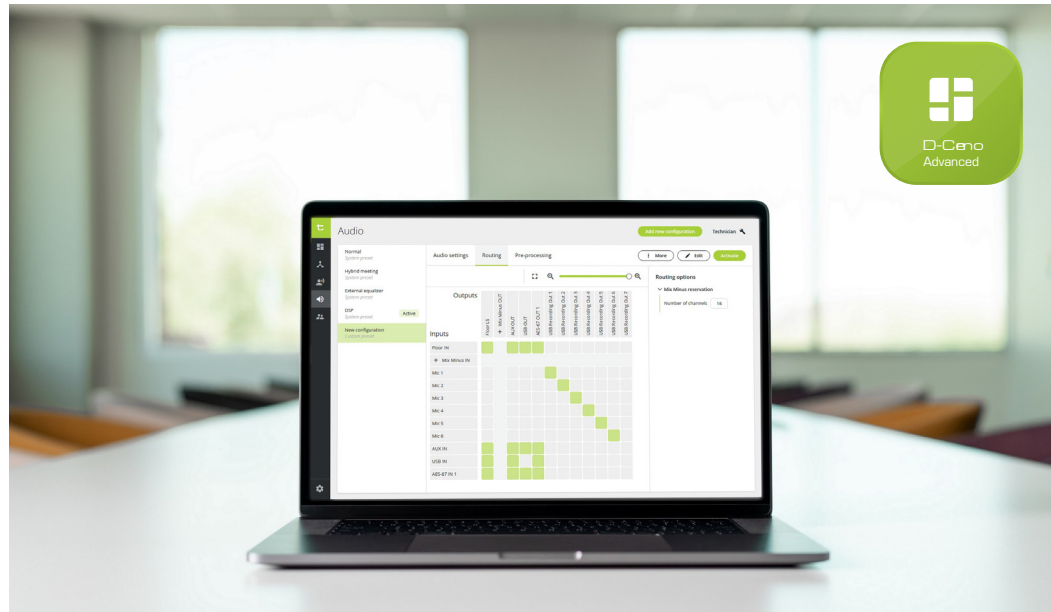 D-Cerno
Advanced
Audio
Add new configuration
Technician
Normal
System preset
Hybrid meeting
System preset
External equalizer
System preset
DSP
System preset
Active
New configuration
Custom preset
Audio settings
Routing
Pre-processing
More
Edit
Activate
Routing options
Mix Minus reservation
Number of channels
16
Outputs
Inputs
Floor LS
+ Mix Minus OUT
AUX OUT
USB OUT
AES-67 OUT 1
USB Recording Out 1
USB Recording Out 2
USB Recording Out 3
USB Recording Out 4
USB Recording Out 5
USB Recording Out 6
USB Recording Out 7
Floor IN
+ Mix Minus IN
Mic 1
Mic 2
Mic 3
Mic 4
Mic 5
Mic 6
AUX IN
USB IN
AES-67 IN 1